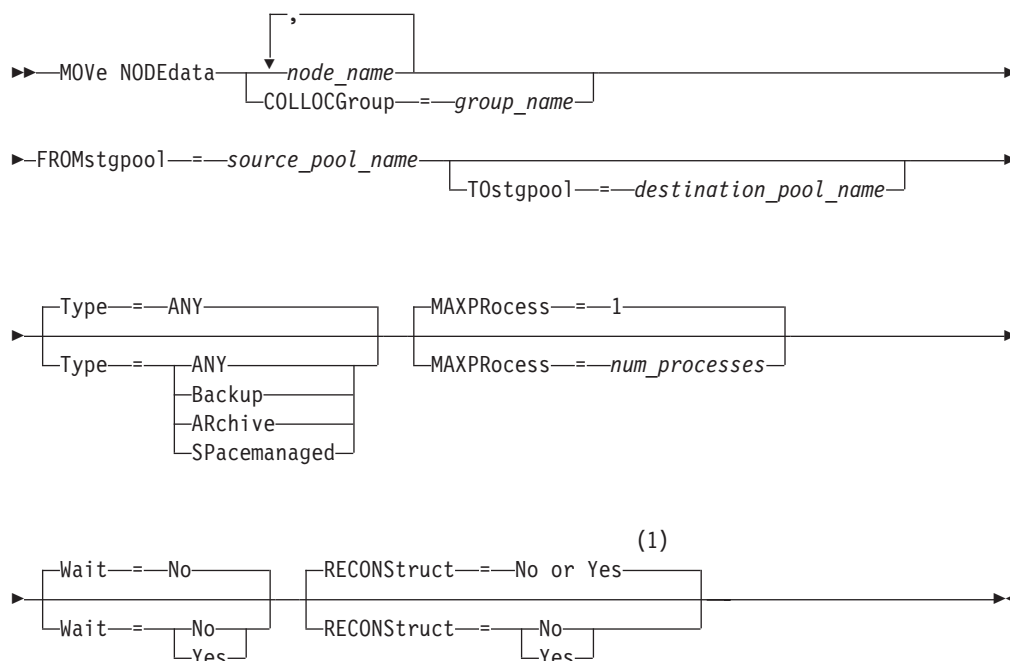 ,
MOVe NODEdata node_name
COLLOCGroup = group_name
FROMstgpool = source_pool_name
TOstgpool = destination_pool_name
Type = ANY MAXPRocess = 1
Type = ANY MAXPRocess = num_processes
Backup
ARchive
SPacemanaged
(1)
Wait = No RECONStruct = No or Yes
Wait = No RECONStruct = No
Yes Yes